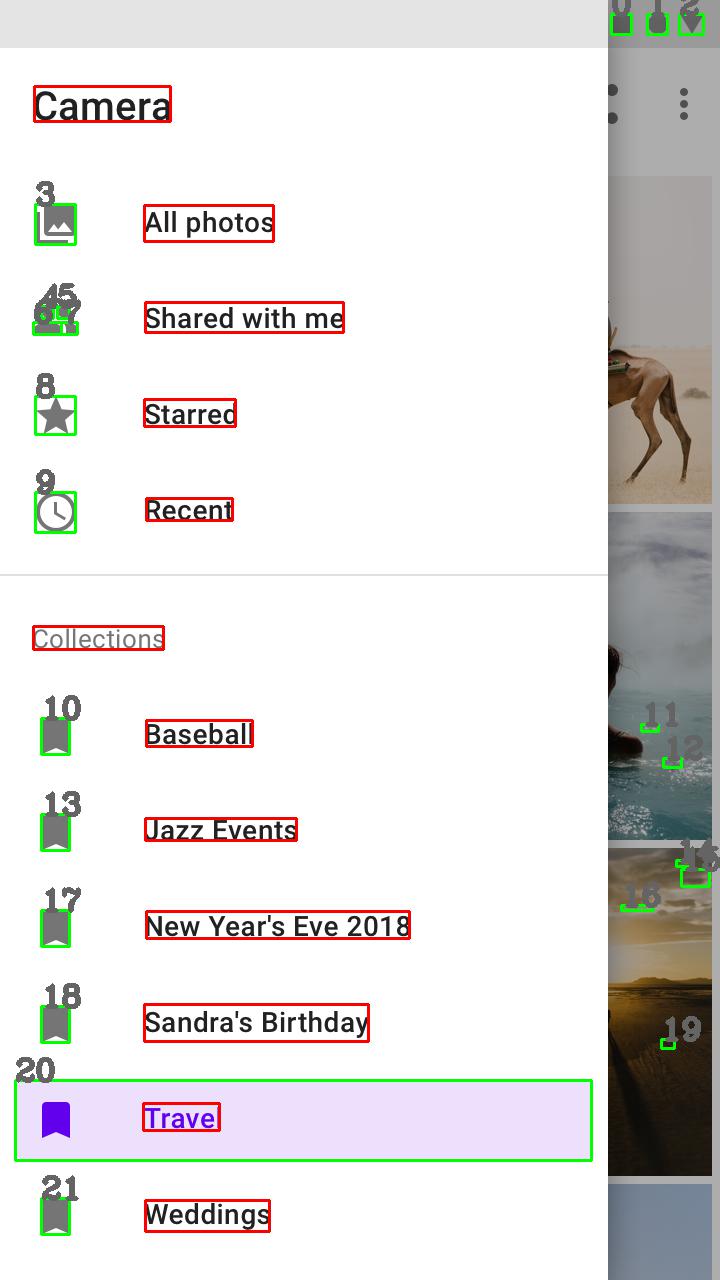 0 1 2
Camera
3
All photos
45
67
Shared with me
8
Starred
9
Recent
Collections
10
Baseball
11
12
13
Jazz Events
16
17
New Year's Eve 2018
18
Sandra's Birthday
19
20
Travel
21
Weddings